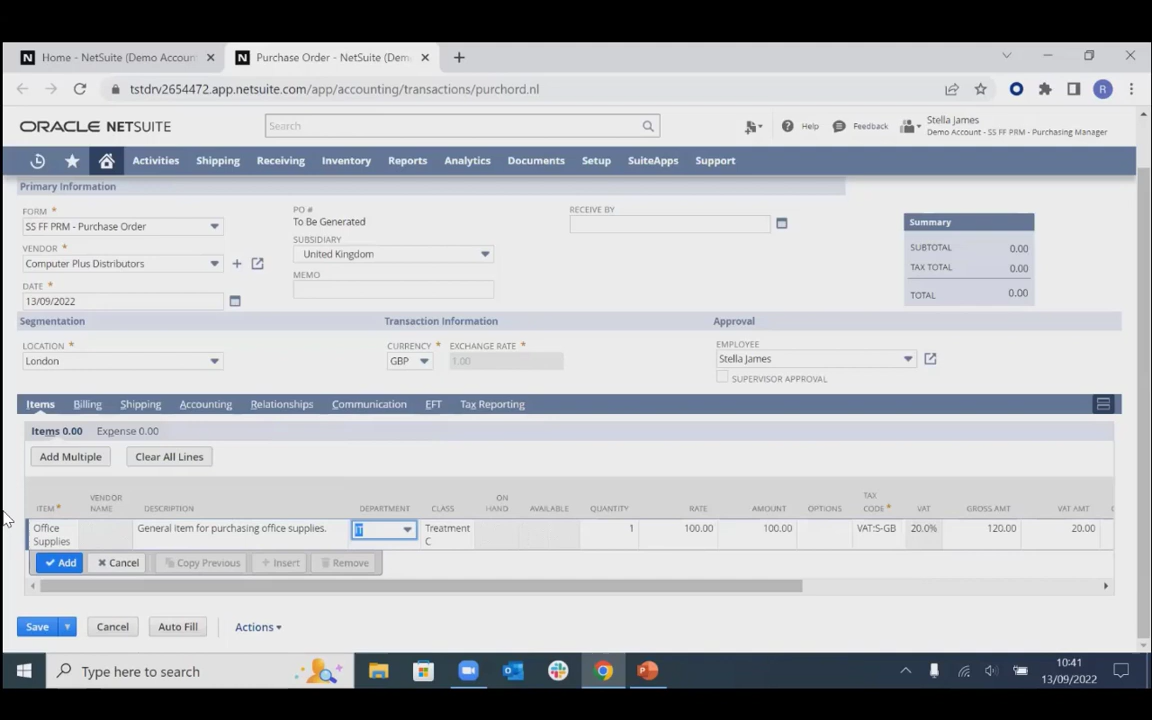 Home - NetSuite (Demo Accoun
Purchase Order - NetSuite (Dem
tstdrv2654472.app.netsuite.com/app/accounting/transactions/purchord.nl
R
ORACLE NETSUITE
Search
Help
Feedback
Stella James
Demo Account - SS FF PRM - Purchasing Manager
Activities Shipping Receiving Inventory Reports Analytics Documents Setup SuiteApps Support
Primary Information
FORM *
SS FF PRM - Purchase Order
VENDOR *
Computer Plus Distributors
DATE *
13/09/2022
PO #
To Be Generated
SUBSIDIARY
United Kingdom
MEMO
RECEIVE BY
Summary
SUBTOTAL 0.00
TAX TOTAL 0.00
TOTAL 0.00
Segmentation
LOCATION *
London
Transaction Information
CURRENCY * EXCHANGE RATE *
GBP 1.00
Approval
EMPLOYEE
Stella James
SUPERVISOR APPROVAL
Items Billing Shipping Accounting Relationships Communication EFT Tax Reporting
Items 0.00 Expense 0.00
Add Multiple Clear All Lines
ITEM * VENDOR NAME DESCRIPTION DEPARTMENT CLASS ON HAND AVAILABLE QUANTITY RATE AMOUNT OPTIONS TAX CODE * VAT GROSS AMT VAT AMT
Office Supplies General item for purchasing office supplies. IT Treatment C 1 100.00 100.00 VAT:S-GB 20.0% 120.00 20.00
Add Cancel Copy Previous Insert Remove
Save Cancel Auto Fill Actions
Type here to search
10:41
13/09/2022